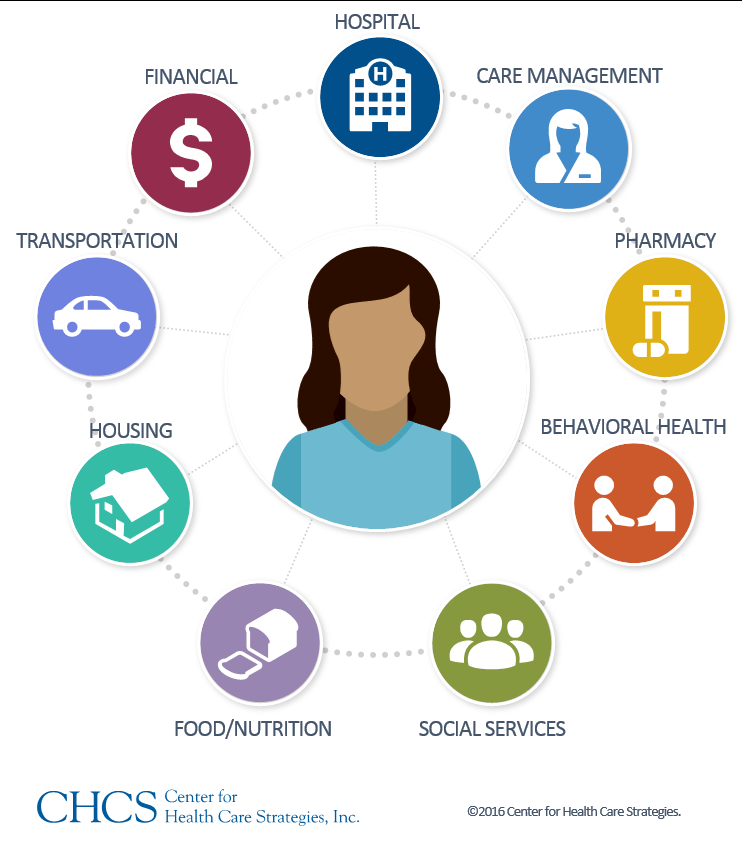 HOSPITAL
FINANCIAL
CARE MANAGEMENT
H
$
TRANSPORTATION
PHARMACY
HOUSING
BEHAVIORAL HEALTH
FOOD/NUTRITION
SOCIAL SERVICES
CHCS
Center for
Health Care Strategies, Inc.
©2016 Center for Health Care Strategies.